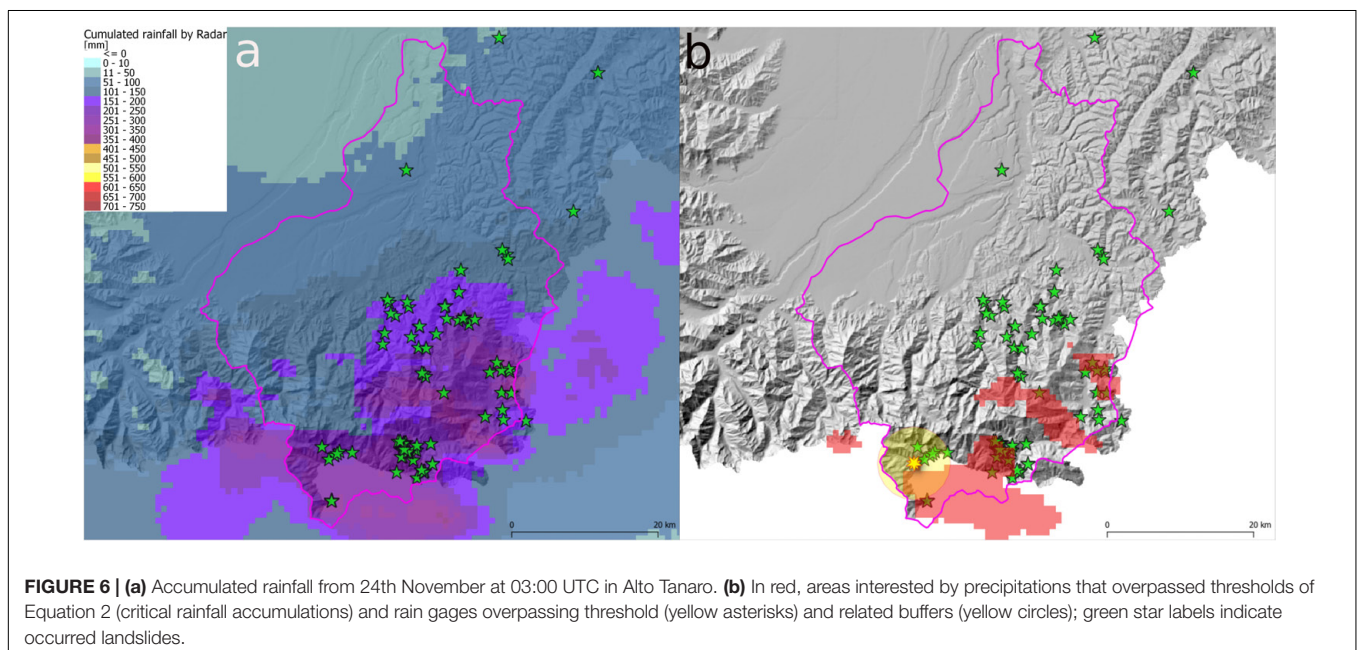 Cumulated rainfall by Radar
[mm]
<= 0
0 - 10
11 - 50
51 - 100
101 - 150
151 - 200
201 - 250
251 - 300
301 - 350
351 - 400
401 - 450
451 - 500
501 - 550
551 - 600
601 - 650
651 - 700
701 - 750
a
b
0 20 km
0 20 km
FIGURE 6 | (a) Accumulated rainfall from 24th November at 03:00 UTC in Alto Tanaro. (b) In red, areas interested by precipitations that overpassed thresholds of
Equation 2 (critical rainfall accumulations) and rain gages overpassing threshold (yellow asterisks) and related buffers (yellow circles); green star labels indicate
occurred landslides.